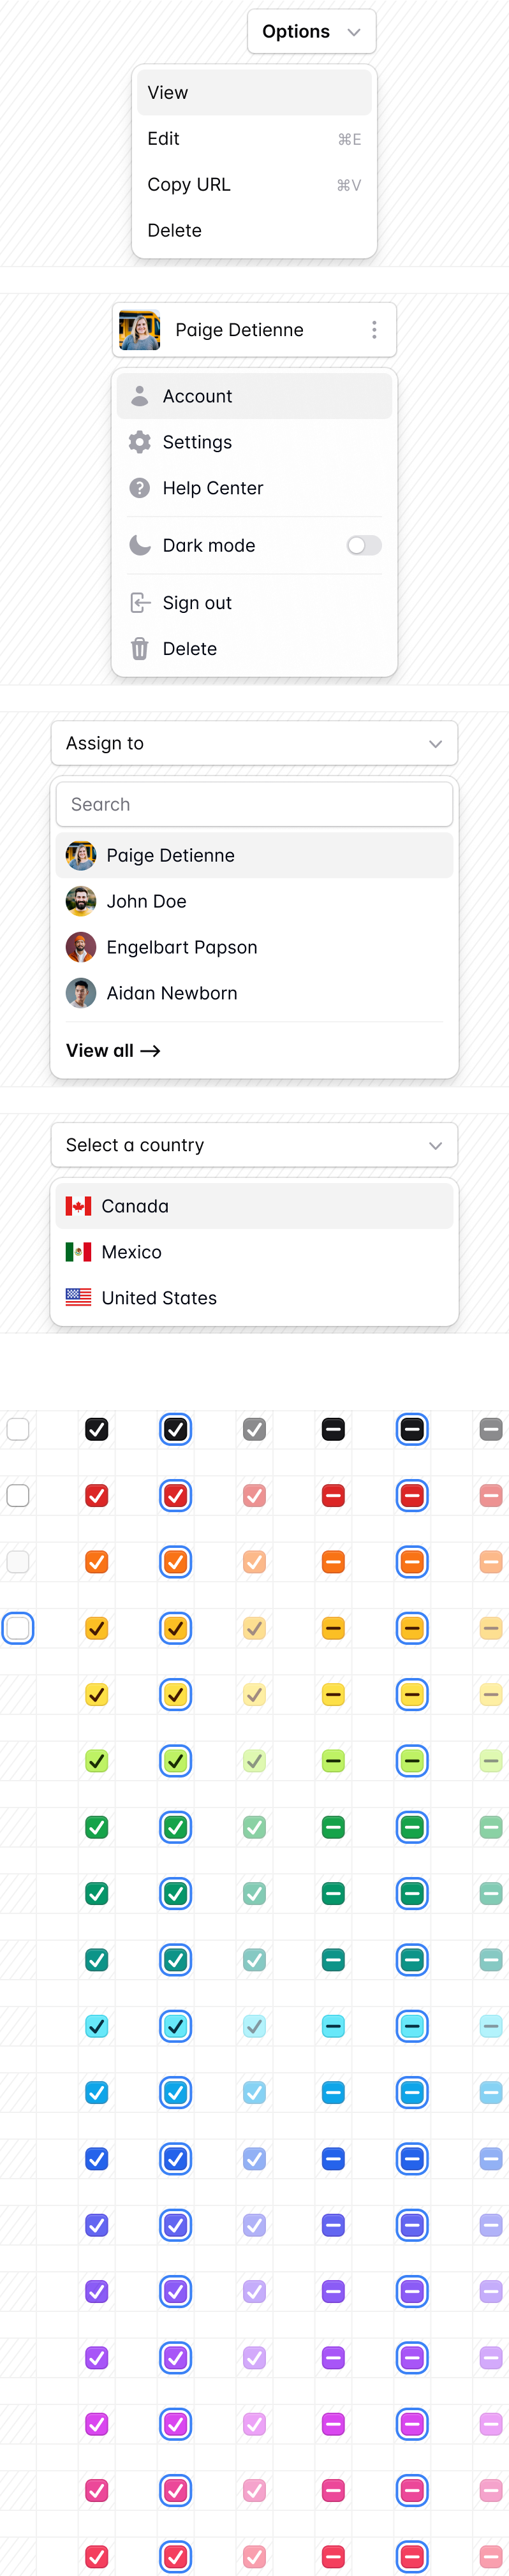 Options
View
Edit ⌘E
Copy URL ⌘V
Delete
Paige Detienne
Account
Settings
Help Center
Dark mode
Sign out
Delete
Assign to
Search
Paige Detienne
John Doe
Engelbart Papson
Aidan Newborn
View all →
Select a country
Canada
Mexico
United States